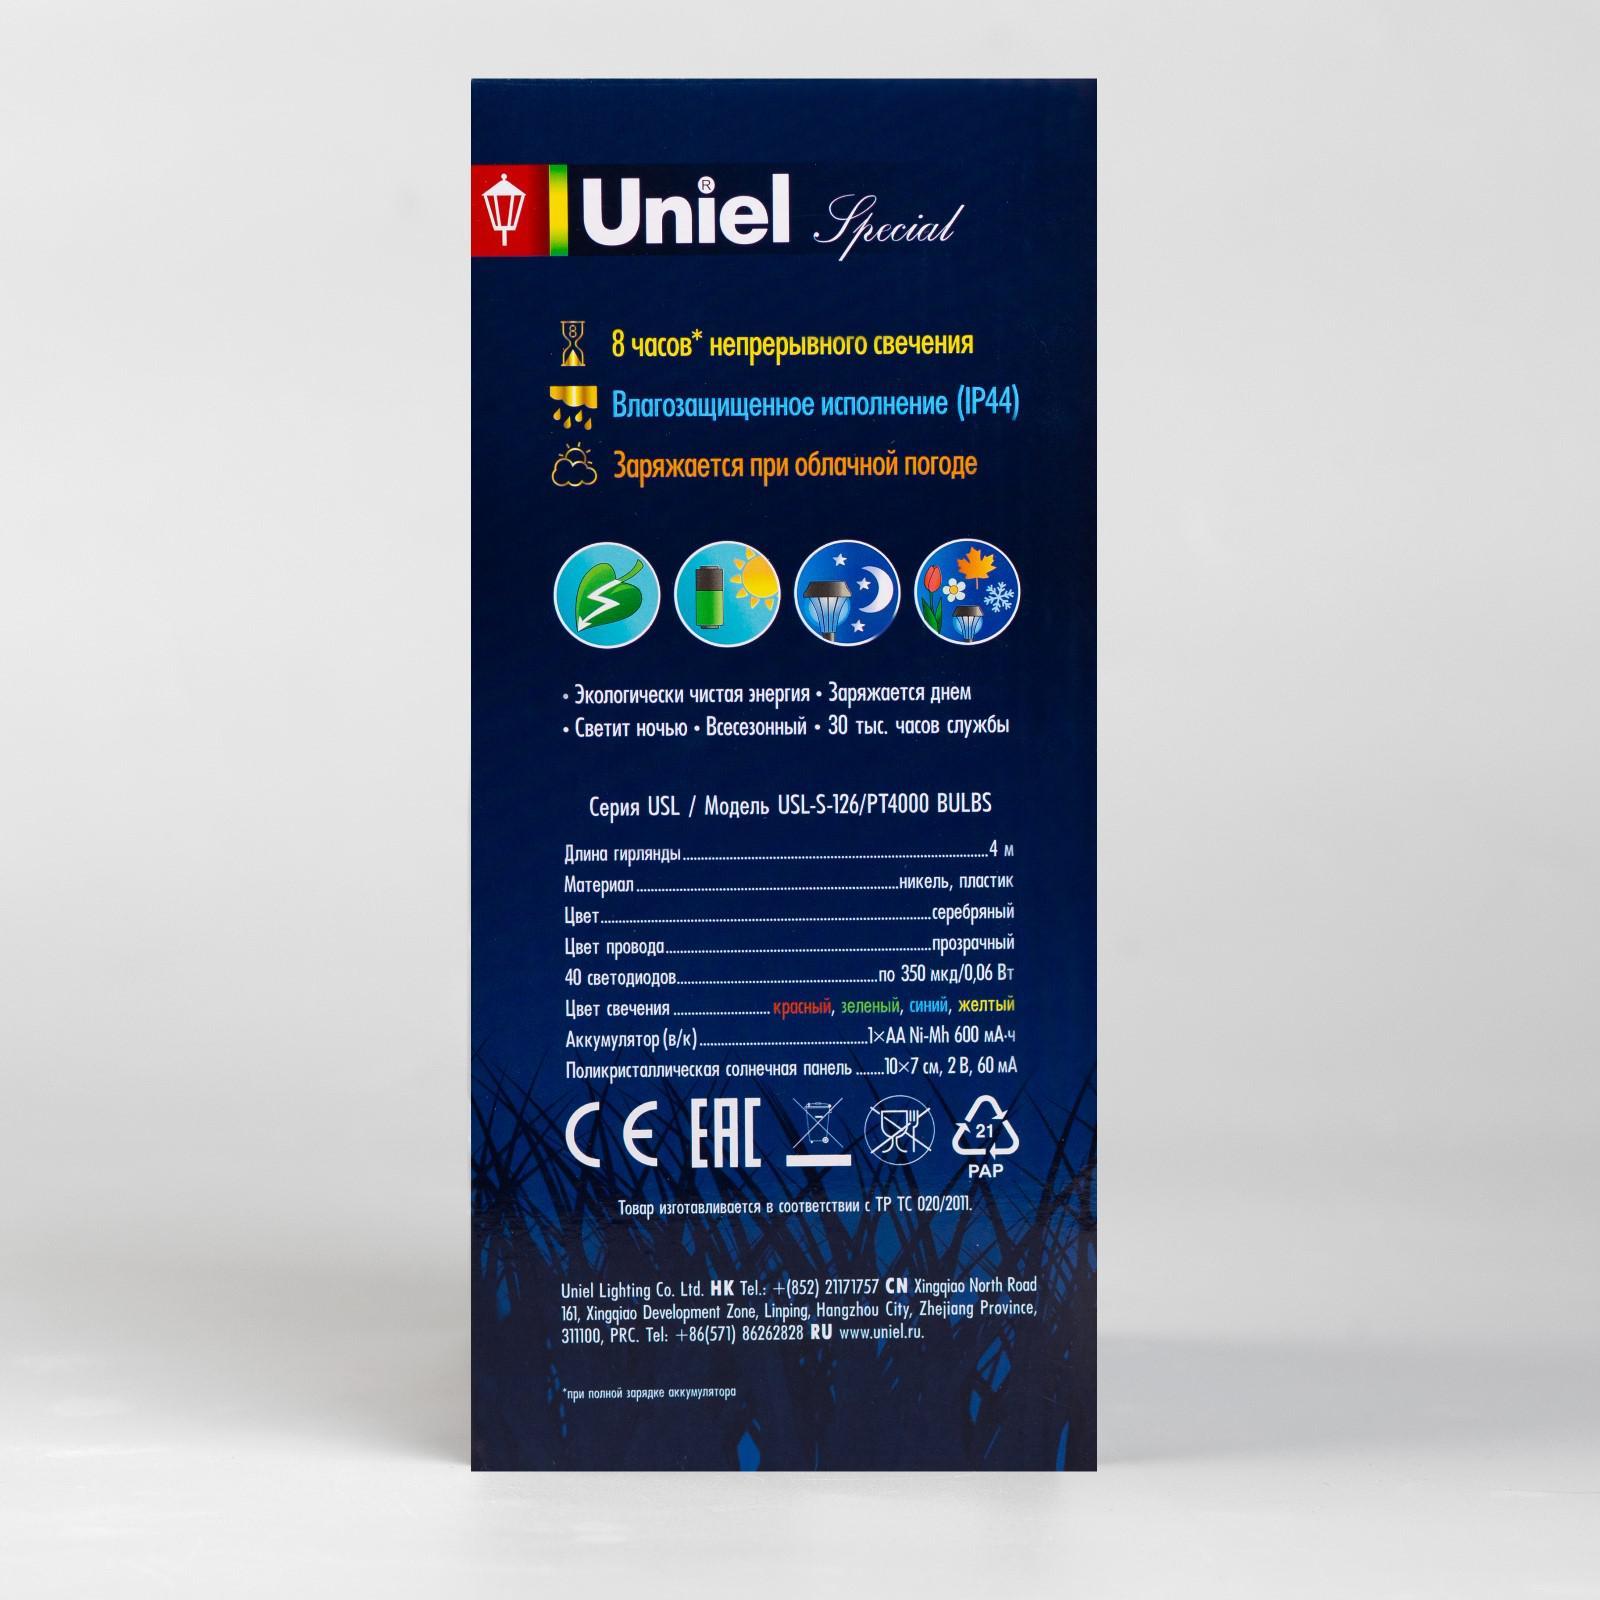 Uniel® Special
8 часов* непрерывного свечения
Влагозащищенное исполнение (IP44)
Заряжается при облачной погоде
• Экологически чистая энергия • Заряжается днем
• Светит ночью • Всесезонный • 30 тыс. часов службы
Серия USL / Модель USL-S-126/PT4000 BULBS
Длина гирлянды.....4 м
Материал.....никель, пластик
Цвет.....серебряный
Цвет провода.....прозрачный
40 светодиодов.....по 350 мкд/0,06 Вт
Цвет свечения.....красный, зеленый, синий, желтый
Аккумулятор (в/к).....1×AA Ni-Mh 600 мА·ч
Поликристаллическая солнечная панель.....10×7 см, 2 В, 60 мА
CE EAC 21
PAP
Товар изготавливается в соответствии с ТР ТС 020/2011.
Uniel Lighting Co. Ltd. HK Tel.: +(852) 21171757 CN Xingqiao North Road
161, Xingqiao Development Zone, Linping, Hangzhou City, Zhejiang Province,
311100, PRC. Tel: +86(571) 86262828 RU www.uniel.ru.
*при полной зарядке аккумулятора